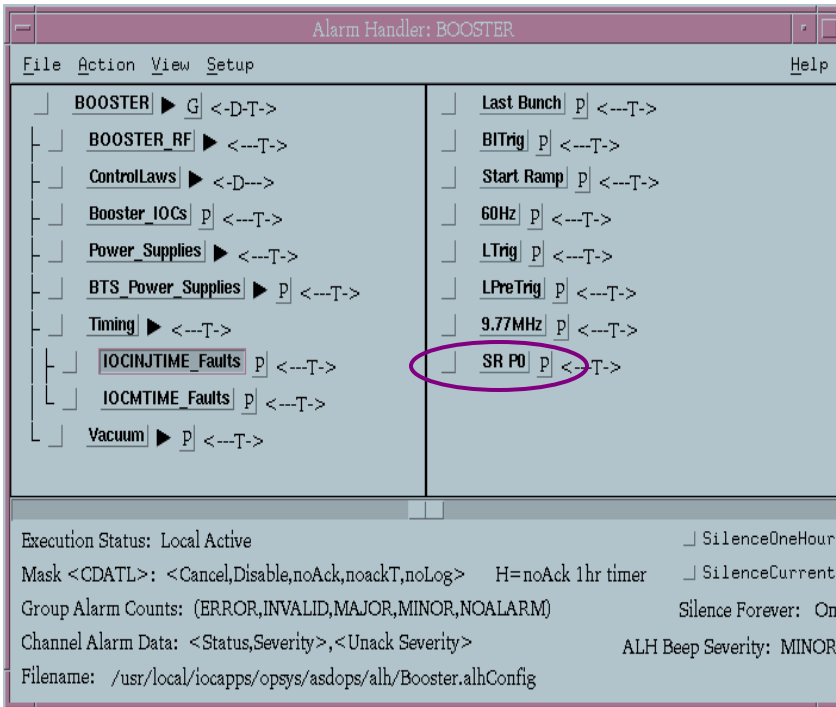 Alarm Handler: BOOSTER
File Action View Setup Help
BOOSTER G <-D-T->
BOOSTER_RF <---T->
ControlLaws <-D--->
Booster_IOCs P <---T->
Power_Supplies <---T->
BTS_Power_Supplies P <---T->
Timing <---T->
IOCINJTIME_Faults P <---T->
IOCMTIME_Faults P <---T->
Vacuum P <---T->
Last Bunch P <---T->
BITrig P <---T->
Start Ramp P <---T->
60Hz P <---T->
LTrig P <---T->
LPreTrig P <---T->
9.77MHz P <---T->
SR P0 P <---T->
Execution Status: Local Active
SilenceOneHour
Mask <CDATL>: <Cancel,Disable,noAck,noackT,noLog> H=noAck 1hr timer
SilenceCurrent
Group Alarm Counts: (ERROR,INVALID,MAJOR,MINOR,NOALARM)
Silence Forever: On
Channel Alarm Data: <Status,Severity>,<Unack Severity>
ALH Beep Severity: MINOR
Filename: /usr/local/iocapps/opsys/asdops/alh/Booster.alhConfig